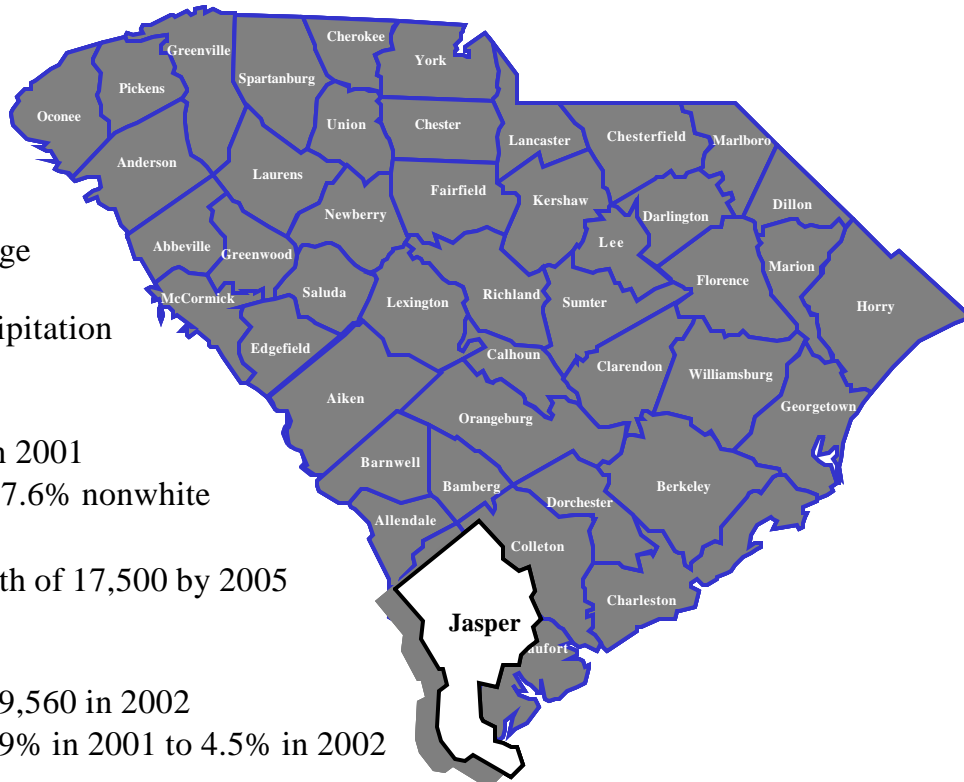 Cherokee
Greenville
York
Spartanburg
Pickens
Oconee
Union
Chester
Lancaster
Chesterfield
Marlboro
Anderson
Laurens
Fairfield
Kershaw
Dillon
Newberry
Darlington
Abbeville
Greenwood
Lee
ge
Marion
Florence
McCormick
Saluda
Lexington
Richland
Sumter
Horry
ipitation
Edgefield
Calhoun
Clarendon
Williamsburg
Aiken
Georgetown
Orangeburg
n 2001
Barnwell
7.6% nonwhite
Bamberg
Berkeley
Dorchester
Allendale
Colleton
th of 17,500 by 2005
Charleston
Jasper
aufort
9,560 in 2002
9% in 2001 to 4.5% in 2002